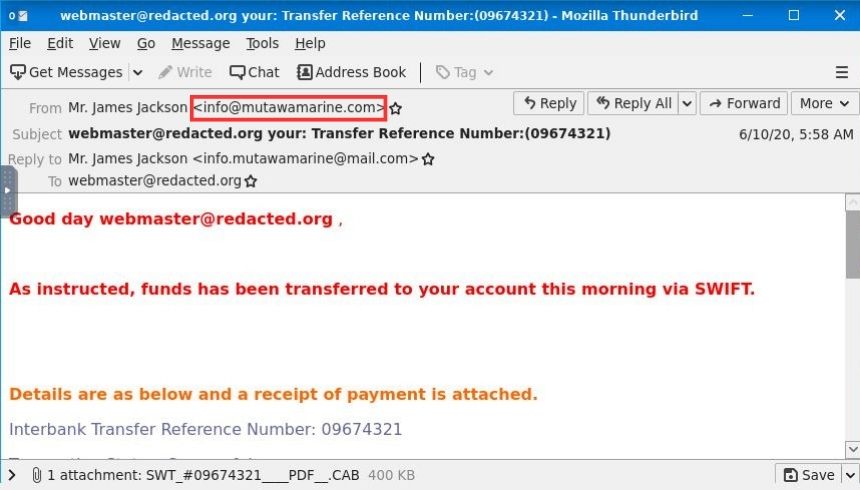 webmaster@redacted.org your: Transfer Reference Number:(09674321) - Mozilla Thunderbird
File Edit View Go Message Tools Help
Get Messages Write Chat Address Book Tag
From Mr. James Jackson <info@mutawamarine.com> Reply Reply All Forward More
Subject webmaster@redacted.org your: Transfer Reference Number:(09674321) 6/10/20, 5:58 AM
Reply to Mr. James Jackson <info.mutawamarine@mail.com>
To webmaster@redacted.org
Good day webmaster@redacted.org ,
As instructed, funds has been transferred to your account this morning via SWIFT.
Details are as below and a receipt of payment is attached.
Interbank Transfer Reference Number: 09674321
1 attachment: SWT_#09674321____PDF__.CAB 400 KB Save